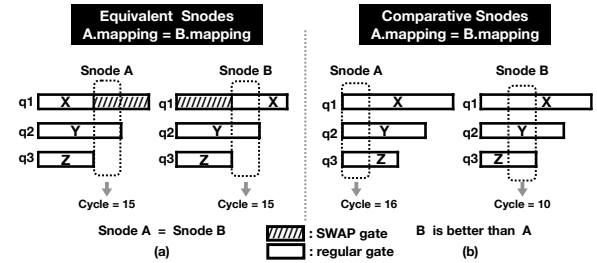 Equivalent Snodes
A.mapping = B.mapping
Comparative Snodes
A.mapping = B.mapping
Snode A
Snode B
Snode A
Snode B
q1 X
q1 X
q1 X
q1 X
q2 Y
q2 Y
q2 Y
q2 Y
q3 Z
q3 Z
q3 Z
q3 Z
Cycle = 15
Cycle = 15
Cycle = 16
Cycle = 10
Snode A = Snode B
: SWAP gate
B is better than A
(a)
: regular gate
(b)